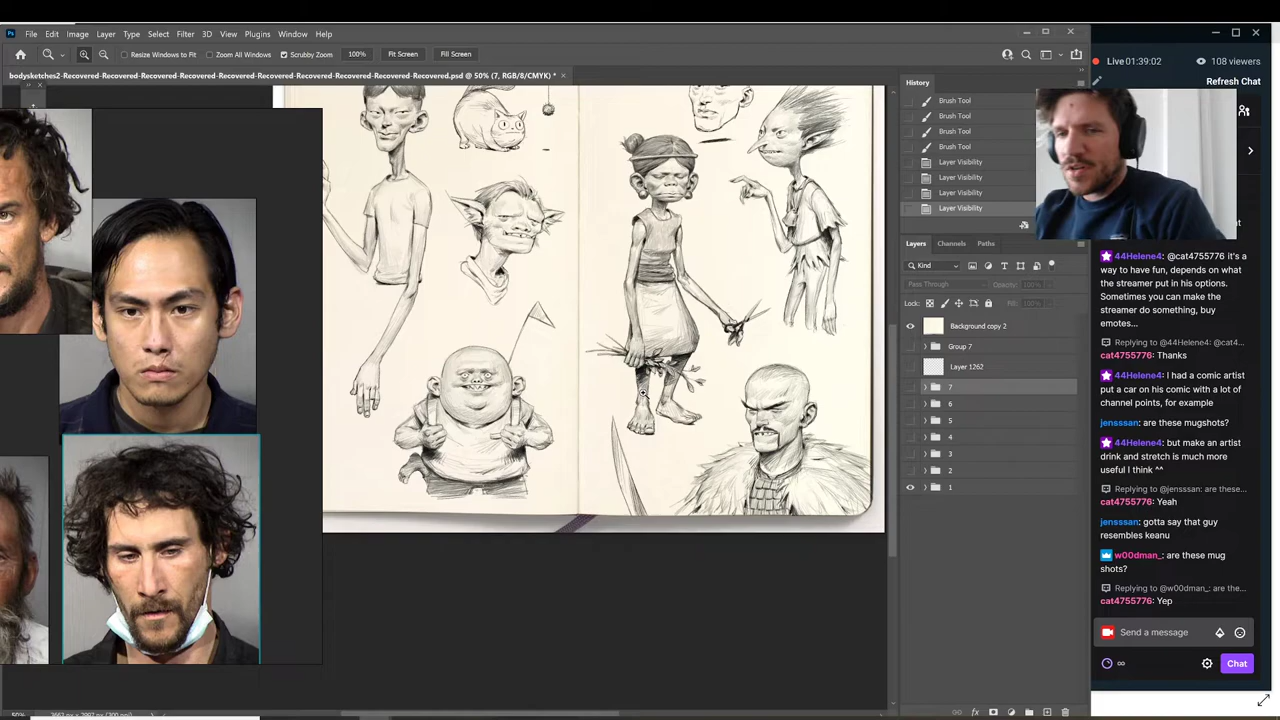 Ps File Edit Image Layer Type Select Filter 3D View Plugins Window Help
Resize Windows to Fit Zoom All Windows Scrubby Zoom 100% Fit Screen Fill Screen
bodysketches2-Recovered-Recovered-Recovered-Recovered-Recovered-Recovered-Recovered-Recovered-Recovered.psd @ 50% (7, RGB/8/CMYK) *
History
Brush Tool
Brush Tool
Brush Tool
Brush Tool
Layer Visibility
Layer Visibility
Layer Visibility
Layer Visibility
Layers Channels Paths
Kind
Pass Through Opacity: 100%
Lock: Fill: 100%
Background copy 2
Group 7
Layer 1262
7
6
5
4
3
2
1
Live 01:39:02 108 viewers
Refresh Chat
44Helene4: @cat4755776 it's a
way to have fun, depends on what
the streamer put in his options.
Sometimes you can make the
streamer do something, buy
emotes...
Replying to @44Helene4: @cat4...
cat4755776: Thanks
44Helene4: I had a comic artist
put a car on his comic with a lot of
channel points, for example
jensssan: are these mugshots?
44Helene4: but make an artist
drink and stretch is much more
useful I think ^^
Replying to @jensssan: are these...
cat4755776: Yeah
jensssan: gotta say that guy
resembles keanu
w00dman_: are these mug
shots?
Replying to @w00dman_: are the...
cat4755776: Yep
Send a message
∞ Chat